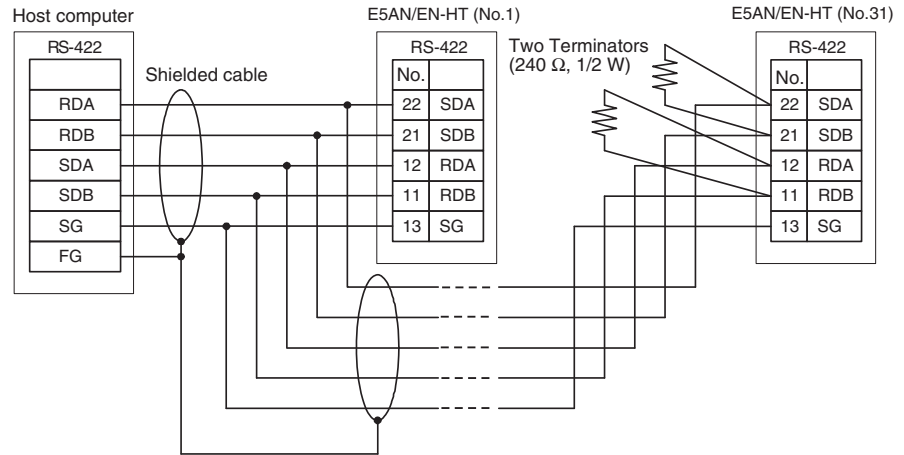 Host computer
RS-422
RDA
RDB
SDA
SDB
SG
FG
Shielded cable
E5AN/EN-HT (No.1)
RS-422
No.
22 SDA
21 SDB
12 RDA
11 RDB
13 SG
Two Terminators
(240 Ω, 1/2 W)
E5AN/EN-HT (No.31)
RS-422
No.
22 SDA
21 SDB
12 RDA
11 RDB
13 SG